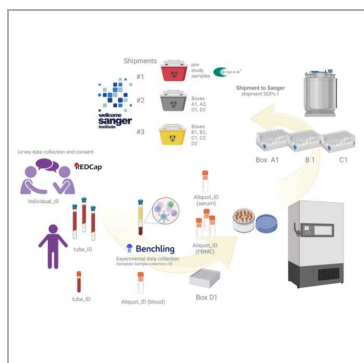 Shipments
#1
pre-
study
samples
wellcome
sanger
institute
#2
Boxes
A1, A2,
D1, D2
#3
Boxes
B1, B2,
C1, C2
D3
Shipment to Sanger
shipment SOPs 1
Box A1
B 1
C1
survey data collection and consent
REDCap
Individual_ID
tube_ID
Benchling
Experimental data collection
Aliquot_ID
(serum)
Aliquot_ID
(PBMC)
tube_ID
Aliquot_ID (blood)
Box D1